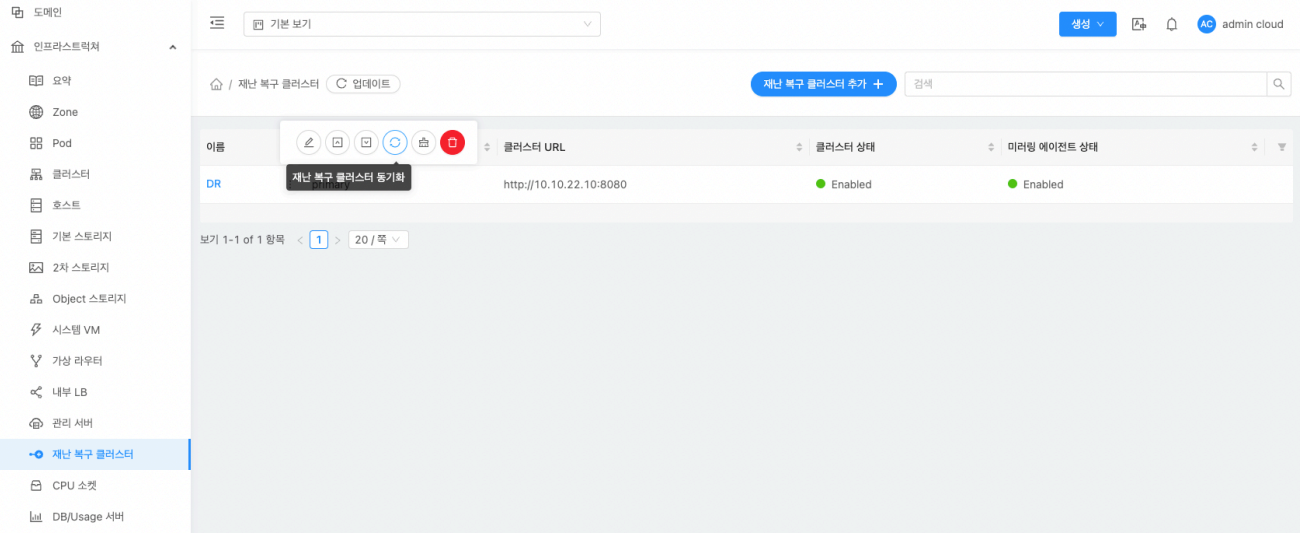 도메인
기본 보기
생성
AC
admin cloud
인프라스트럭쳐
요약
Zone
Pod
클러스터
호스트
기본 스토리지
2차 스토리지
Object 스토리지
시스템 VM
가상 라우터
내부 LB
관리 서버
재난 복구 클러스터
CPU 소켓
DB/Usage 서버
/ 재난 복구 클러스터
업데이트
재난 복구 클러스터 추가 +
검색
이름
클러스터 URL
클러스터 상태
미러링 에이전트 상태
재난 복구 클러스터 동기화
DR
primary
http://10.10.22.10:8080
Enabled
Enabled
보기 1-1 of 1 항목 < 1 > 20 / 쪽